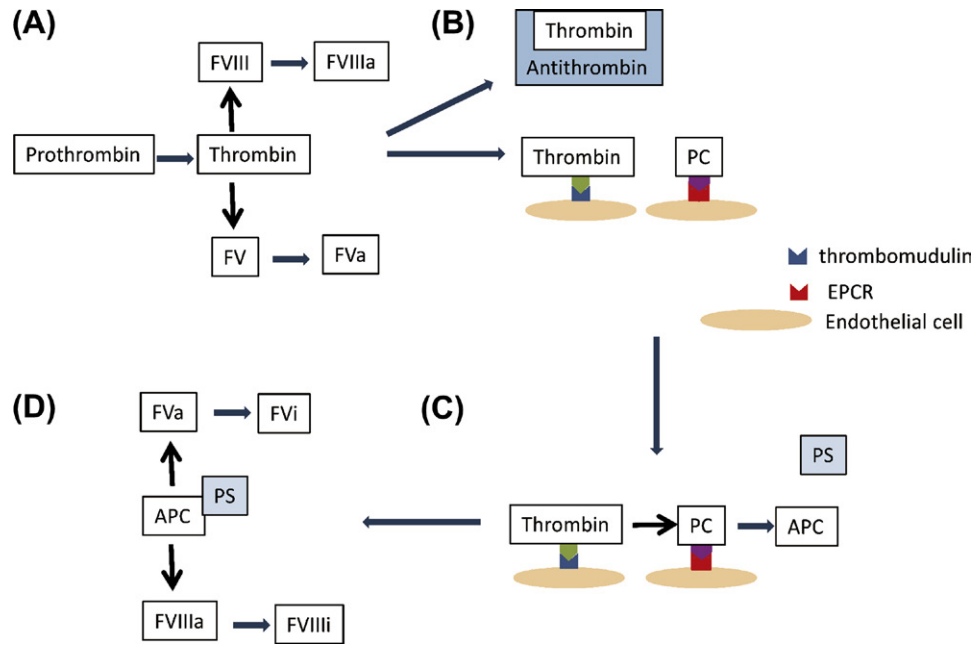 (A)
FVIII
FVIIIa
Prothrombin
Thrombin
FV
FVa
(B)
Thrombin
Antithrombin
Thrombin
PC
thrombomudulin
EPCR
Endothelial cell
(C)
PS
Thrombin
PC
APC
(D)
FVa
FVi
PS
APC
FVIIIa
FVIIIi